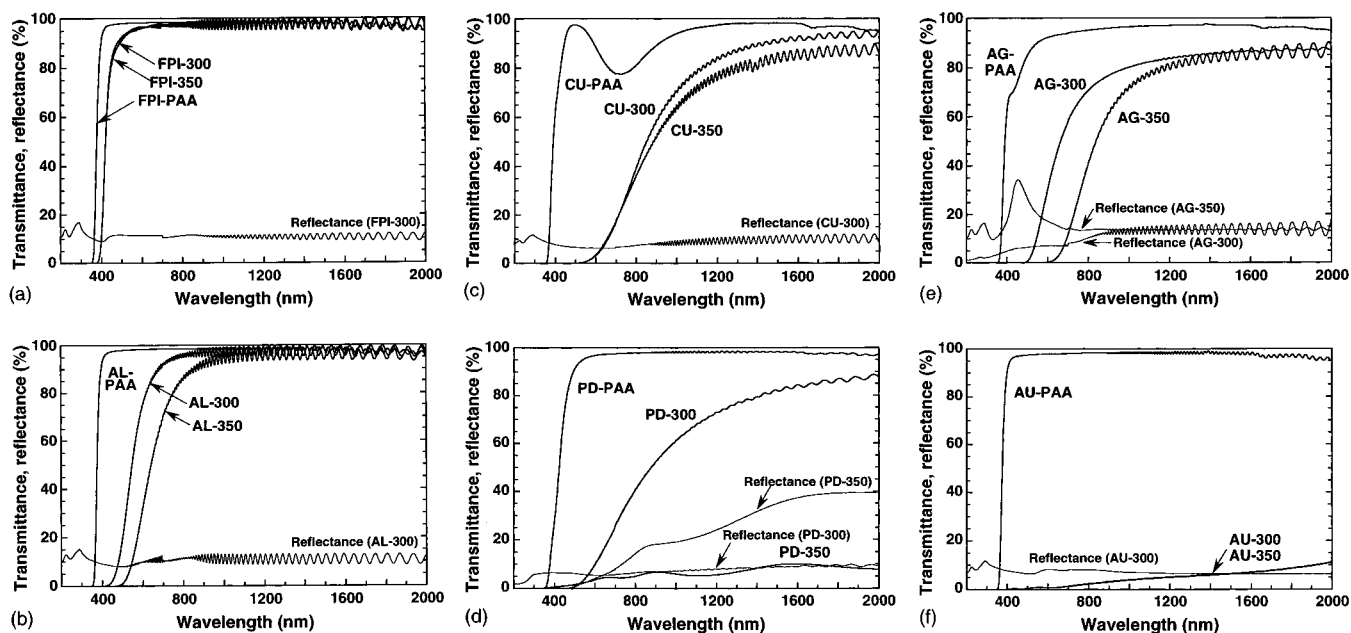 Transmittance, reflectance (%)
100
80
60
40
20
0
FPI-300
FPI-350
FPI-PAA
Reflectance (FPI-300)
400
800
1200
1600
2000
Wavelength (nm)
(a)
Transmittance, reflectance (%)
100
80
60
40
20
0
AL-
PAA
AL-300
AL-350
Reflectance (AL-300)
400
800
1200
1600
2000
Wavelength (nm)
(b)
Transmittance, reflectance (%)
100
80
60
40
20
0
CU-PAA
CU-300
CU-350
Reflectance (CU-300)
400
800
1200
1600
2000
Wavelength (nm)
(c)
Transmittance, reflectance (%)
100
80
60
40
20
0
PD-PAA
PD-300
Reflectance (PD-350)
Reflectance (PD-300)
PD-350
400
800
1200
1600
2000
Wavelength (nm)
(d)
Transmittance, reflectance (%)
100
80
60
40
20
0
AG-
PAA
AG-300
AG-350
Reflectance (AG-350)
Reflectance (AG-300)
400
800
1200
1600
2000
Wavelength (nm)
(e)
Transmittance, reflectance (%)
100
80
60
40
20
0
AU-PAA
Reflectance (AU-300)
AU-300
AU-350
400
800
1200
1600
2000
Wavelength (nm)
(f)